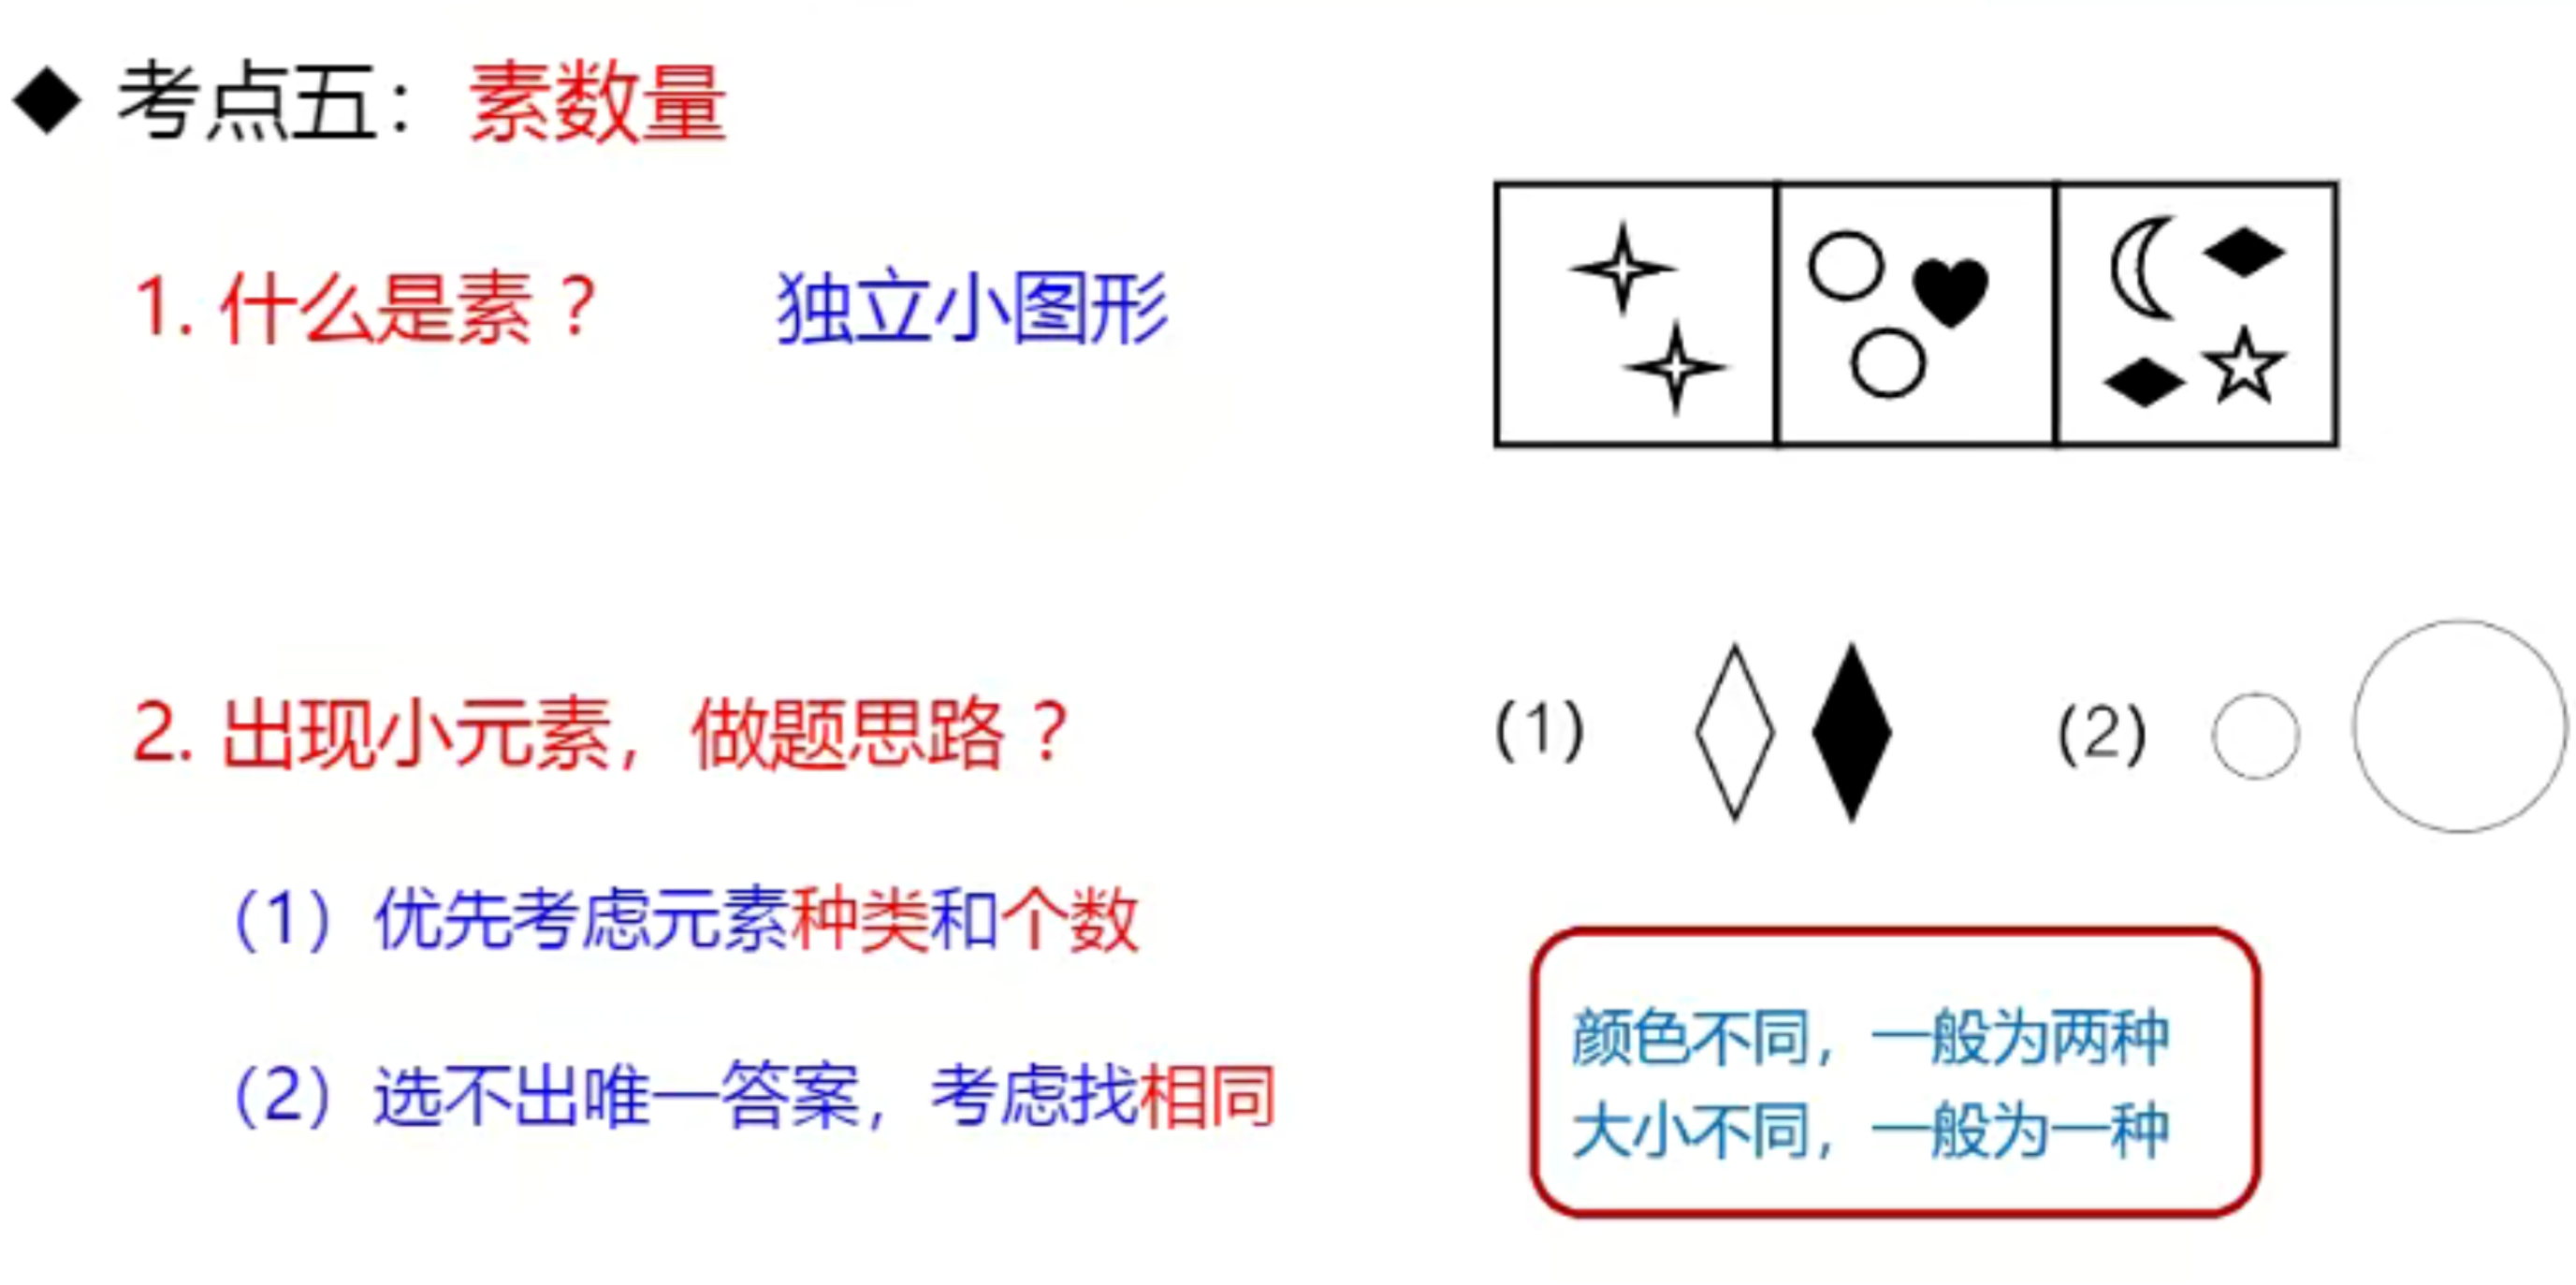 ◆ 考点五：素数量
1. 什么是素？ 独立小图形
2. 出现小元素，做题思路？
(1) (2)
（1）优先考虑元素种类和个数
（2）选不出唯一答案，考虑找相同
颜色不同，一般为两种
大小不同，一般为一种